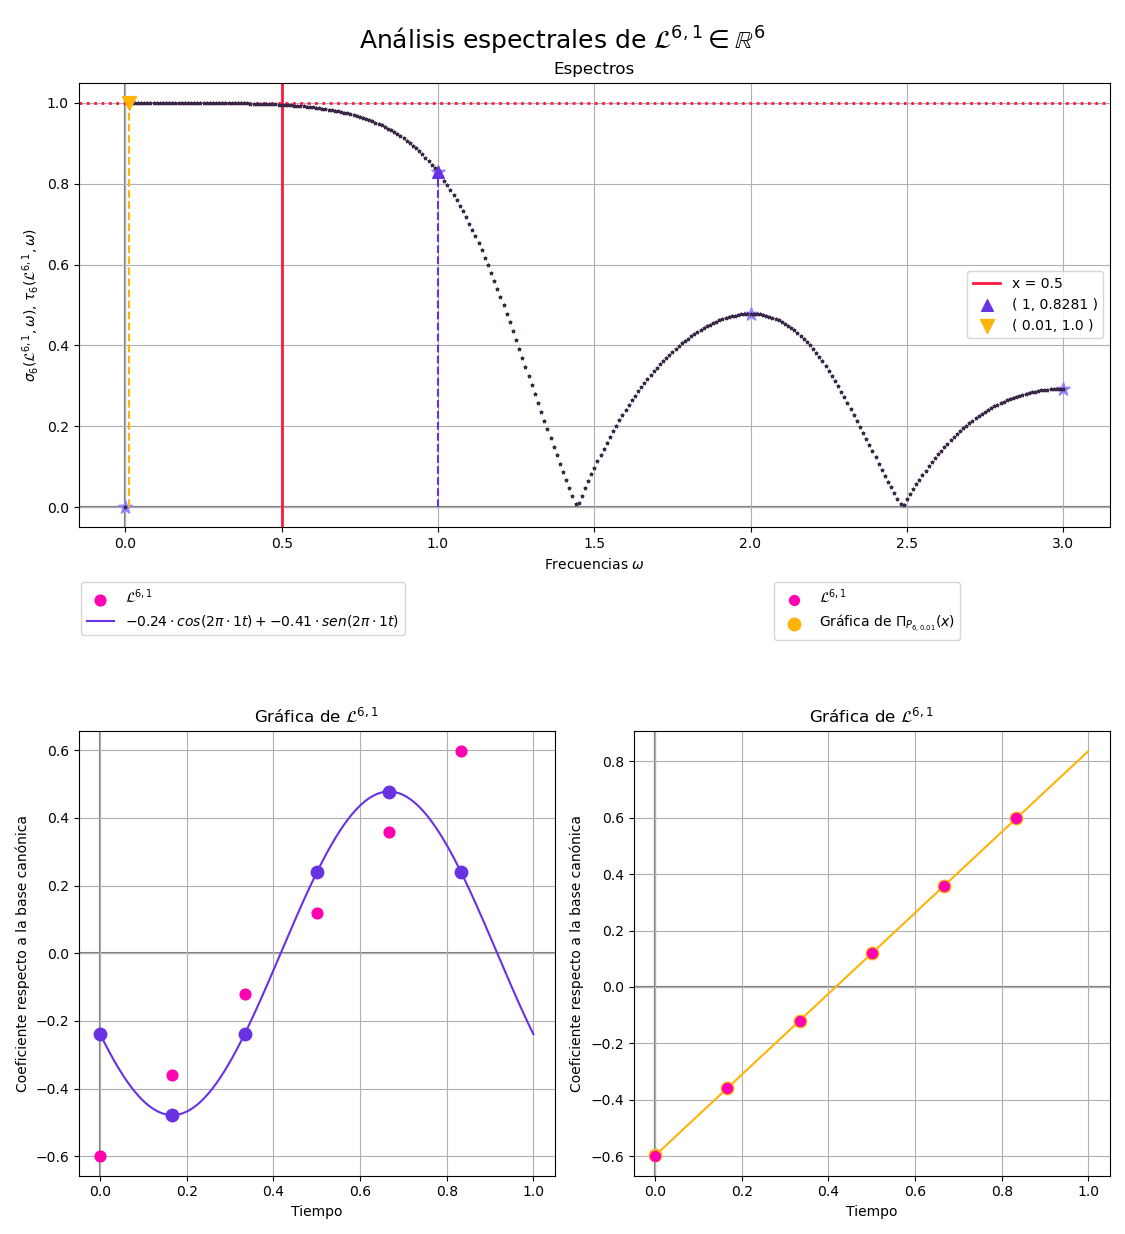 Análisis espectrales de 𝓛^{6,1} ∈ ℝ^6
Espectros
1.0
0.8
0.6
0.4
0.2
0.0
σ_6(𝓛^{6,1}, ω), τ_6(𝓛^{6,1}, ω)
x = 0.5
( 1, 0.8281 )
( 0.01, 1.0 )
0.0 0.5 1.0 1.5 2.0 2.5 3.0
Frecuencias ω
𝓛^{6,1}
−0.24 · cos(2π · 1t) + −0.41 · sen(2π · 1t)
𝓛^{6,1}
Gráfica de Π_{P_{6,0.01}}(x)
Gráfica de 𝓛^{6,1}
0.6
0.4
0.2
0.0
−0.2
−0.4
−0.6
Coeficiente respecto a la base canónica
0.0 0.2 0.4 0.6 0.8 1.0
Tiempo
Gráfica de 𝓛^{6,1}
0.8
0.6
0.4
0.2
0.0
−0.2
−0.4
−0.6
Coeficiente respecto a la base canónica
0.0 0.2 0.4 0.6 0.8 1.0
Tiempo